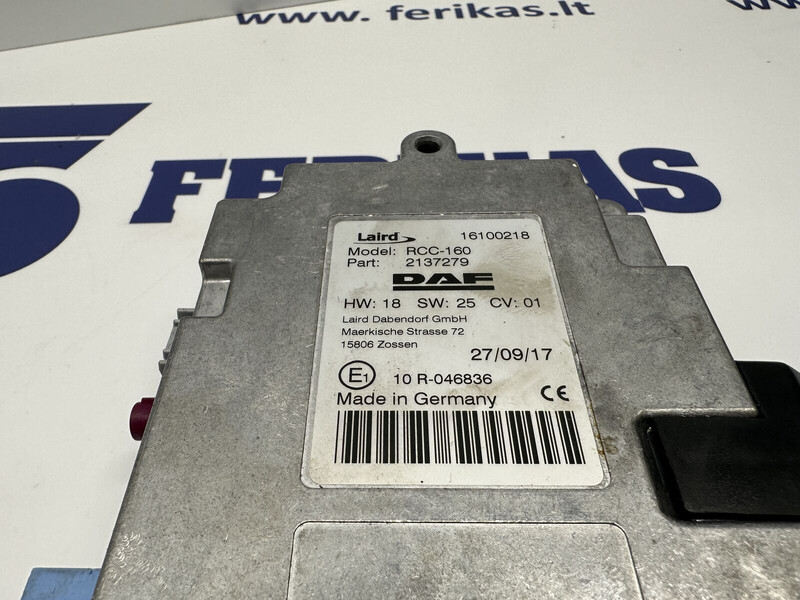 www. ferikas.lt
FERIKAS
Laird 16100218
Model: RCC-160
Part: 2137279
DAF
HW: 18 SW: 25 CV: 01
Laird Dabendorf GmbH
Maerkische Strasse 72
15806 Zossen
27/09/17
E1 10 R-046836
Made in Germany CE